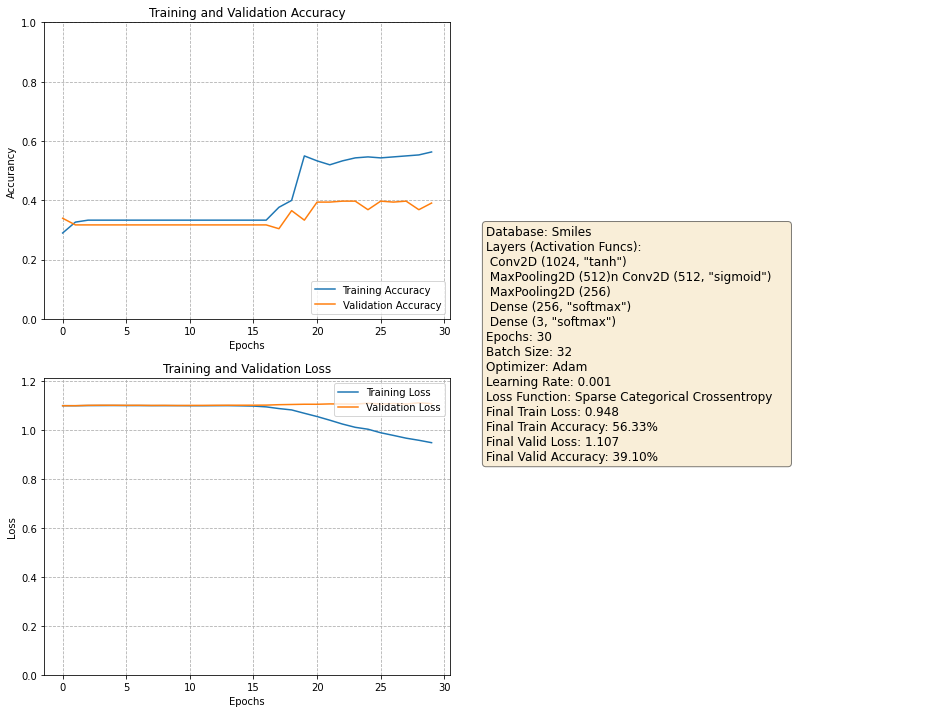 Training and Validation Accuracy
1.0
0.8
0.6
0.4
0.2
0.0
Accurancy
0 5 10 15 20 25 30
Epochs
Training Accuracy
Validation Accuracy
Training and Validation Loss
1.2
1.0
0.8
0.6
0.4
0.2
0.0
Loss
0 5 10 15 20 25 30
Epochs
Training Loss
Validation Loss
Database: Smiles
Layers (Activation Funcs):
Conv2D (1024, "tanh")
MaxPooling2D (512)n Conv2D (512, "sigmoid")
MaxPooling2D (256)
Dense (256, "softmax")
Dense (3, "softmax")
Epochs: 30
Batch Size: 32
Optimizer: Adam
Learning Rate: 0.001
Loss Function: Sparse Categorical Crossentropy
Final Train Loss: 0.948
Final Train Accuracy: 56.33%
Final Valid Loss: 1.107
Final Valid Accuracy: 39.10%